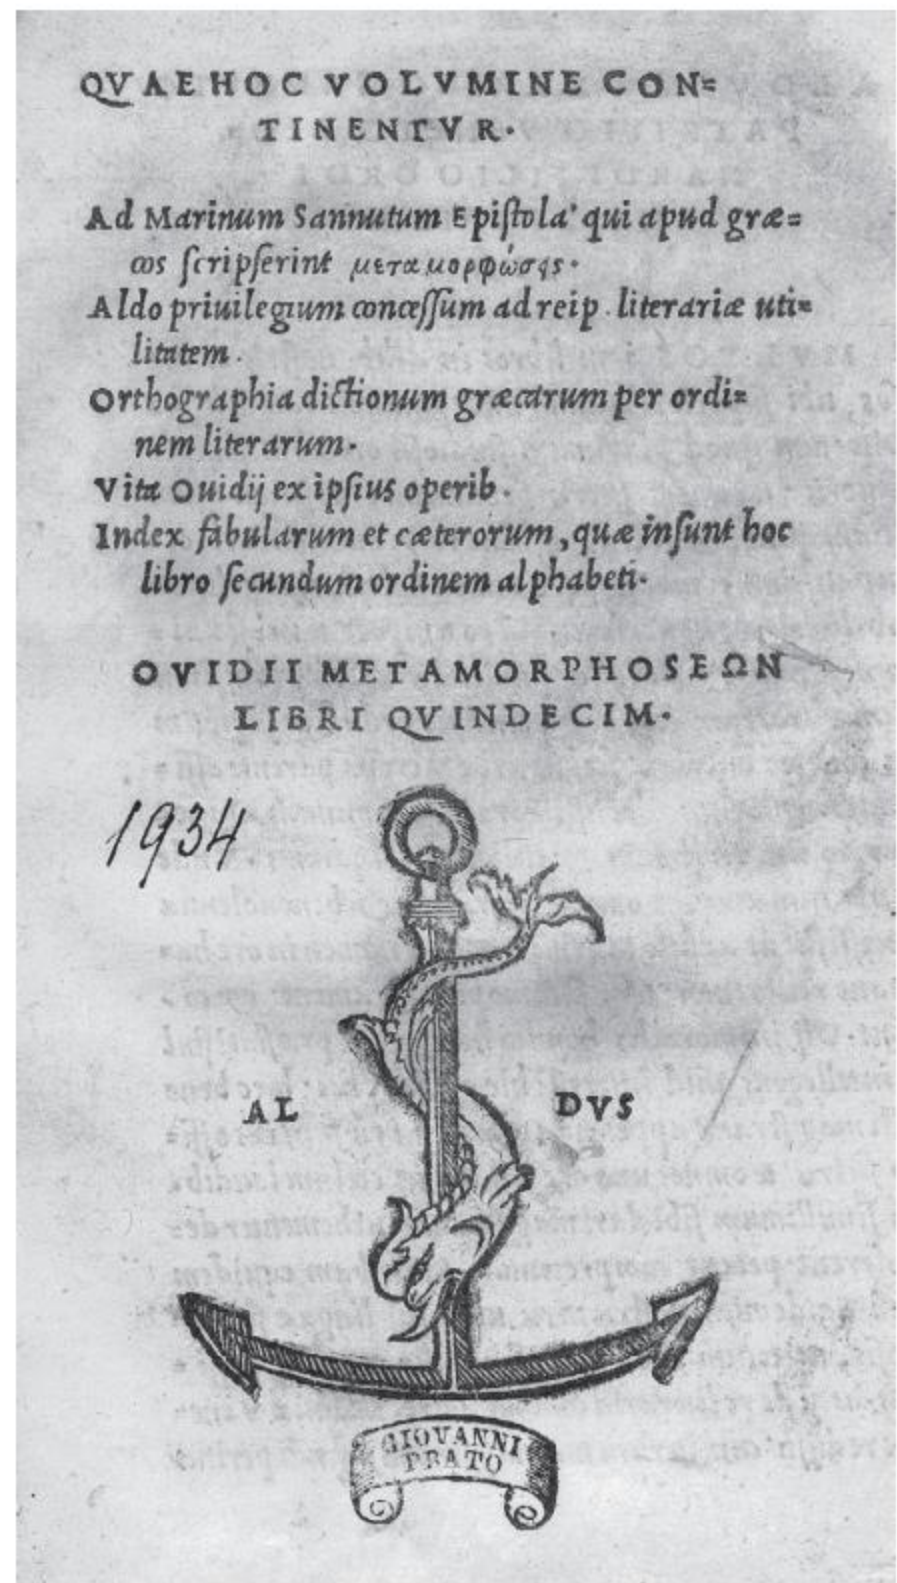 QVAE HOC VOLVMINE CON=
TINENTVR.
Ad Marinum Sannutum Epiſtola' qui apud græ=
cos ſcripſerint μεταμορφώσεις.
Aldo priuilegium conceſſum ad reip. literariæ uti=
litatem.
Orthographia dictionum græcarum per ordi=
nem literarum.
Vita Ouidij ex ipſius operib.
Index fabularum et cæterorum, quæ inſunt hoc
libro ſecundum ordinem alphabeti.
OVIDII METAMORPHOSEΩN
LIBRI QVINDECIM.
1934
AL DVS
GIOVANNI
PRATO